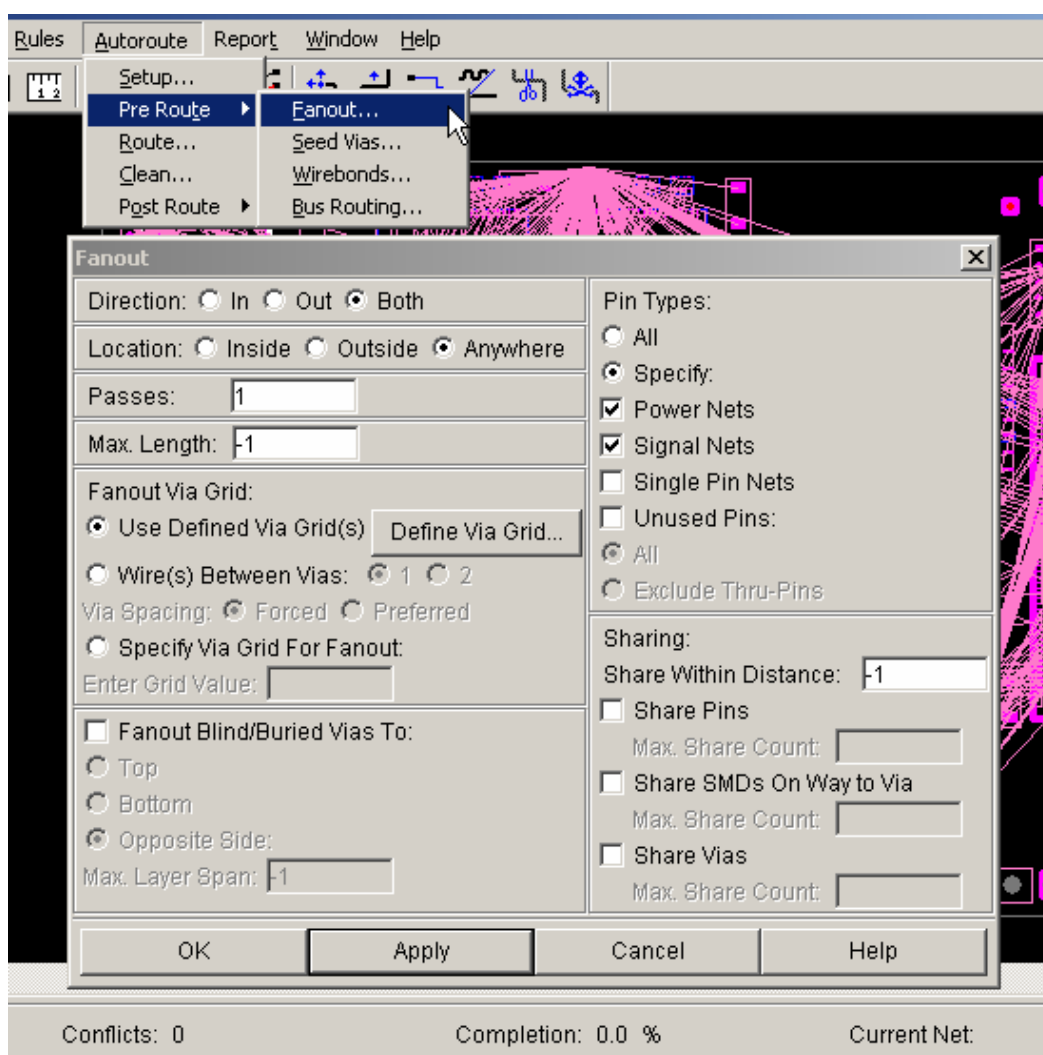 Rules Autoroute Report Window Help
1 2
Setup...
Pre Route
Route...
Clean...
Post Route
Fanout...
Seed Vias...
Wirebonds...
Bus Routing...
Fanout
Direction: In Out Both
Location: Inside Outside Anywhere
Passes: 1
Max. Length: -1
Fanout Via Grid:
Use Defined Via Grid(s) Define Via Grid...
Wire(s) Between Vias: 1 2
Via Spacing: Forced Preferred
Specify Via Grid For Fanout:
Enter Grid Value:
Fanout Blind/Buried Vias To:
Top
Bottom
Opposite Side:
Max. Layer Span: -1
Pin Types:
All
Specify:
Power Nets
Signal Nets
Single Pin Nets
Unused Pins:
All
Exclude Thru-Pins
Sharing:
Share Within Distance: -1
Share Pins
Max. Share Count:
Share SMDs On Way to Via
Max. Share Count:
Share Vias
Max. Share Count:
OK Apply Cancel Help
Conflicts: 0 Completion: 0.0 % Current Net: